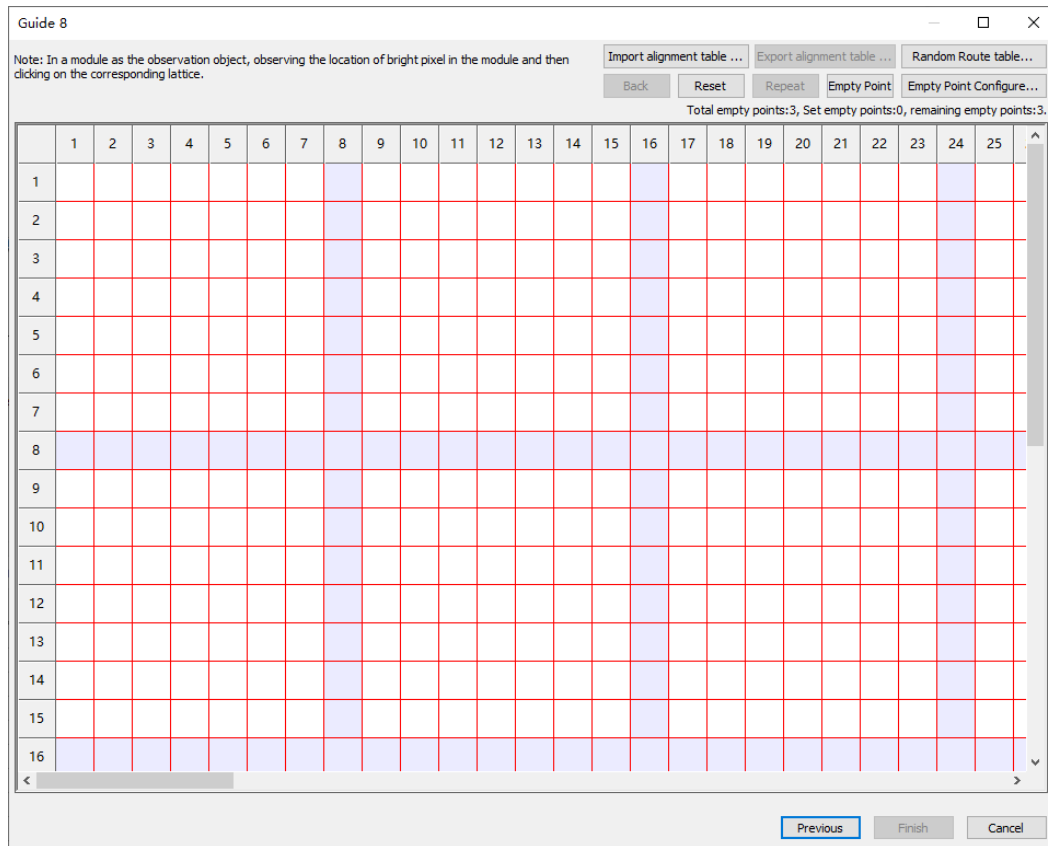 Guide 8
Note: In a module as the observation object, observing the location of bright pixel in the module and then
clicking on the corresponding lattice.
Import alignment table ... Export alignment table ... Random Route table...
Back Reset Repeat Empty Point Empty Point Configure...
Total empty points:3, Set empty points:0, remaining empty points:3.
1 2 3 4 5 6 7 8 9 10 11 12 13 14 15 16 17 18 19 20 21 22 23 24 25
1
2
3
4
5
6
7
8
9
10
11
12
13
14
15
16
Previous Finish Cancel